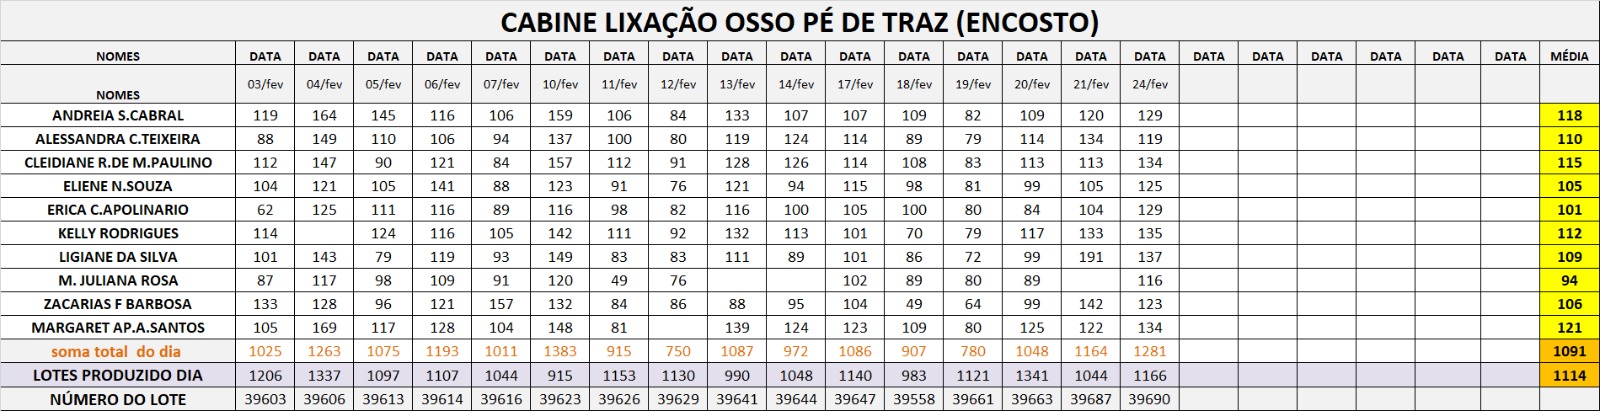 CABINE LIXAÇÃO OSSO PÉ DE TRAZ (ENCOSTO)
NOMES DATA DATA DATA DATA DATA DATA DATA DATA DATA DATA DATA DATA DATA DATA DATA DATA DATA DATA DATA DATA DATA DATA MÉDIA
NOMES 03/fev 04/fev 05/fev 06/fev 07/fev 10/fev 11/fev 12/fev 13/fev 14/fev 17/fev 18/fev 19/fev 20/fev 21/fev 24/fev
ANDREIA S.CABRAL 119 164 145 116 106 159 106 84 133 107 107 109 82 109 120 129 118
ALESSANDRA C.TEIXEIRA 88 149 110 106 94 137 100 80 119 124 114 89 79 114 134 119 110
CLEIDIANE R.DE M.PAULINO 112 147 90 121 84 157 112 91 128 126 114 108 83 113 113 134 115
ELIENE N.SOUZA 104 121 105 141 88 123 91 76 121 94 115 98 81 99 105 125 105
ERICA C.APOLINARIO 62 125 111 116 89 116 98 82 116 100 105 100 80 84 104 129 101
KELLY RODRIGUES 114 124 116 105 142 111 92 132 113 101 70 79 117 133 135 112
LIGIANE DA SILVA 101 143 79 119 93 149 83 83 111 89 101 86 72 99 191 137 109
M. JULIANA ROSA 87 117 98 109 91 120 49 76 102 89 80 89 116 94
ZACARIAS F BARBOSA 133 128 96 121 157 132 84 86 88 95 104 49 64 99 142 123 106
MARGARET AP.A.SANTOS 105 169 117 128 104 148 81 139 124 123 109 80 125 122 134 121
soma total do dia 1025 1263 1075 1193 1011 1383 915 750 1087 972 1086 907 780 1048 1164 1281 1091
LOTES PRODUZIDO DIA 1206 1337 1097 1107 1044 915 1153 1130 990 1048 1140 983 1121 1341 1044 1166 1114
NÚMERO DO LOTE 39603 39606 39613 39614 39616 39623 39626 39629 39641 39644 39647 39558 39661 39663 39687 39690